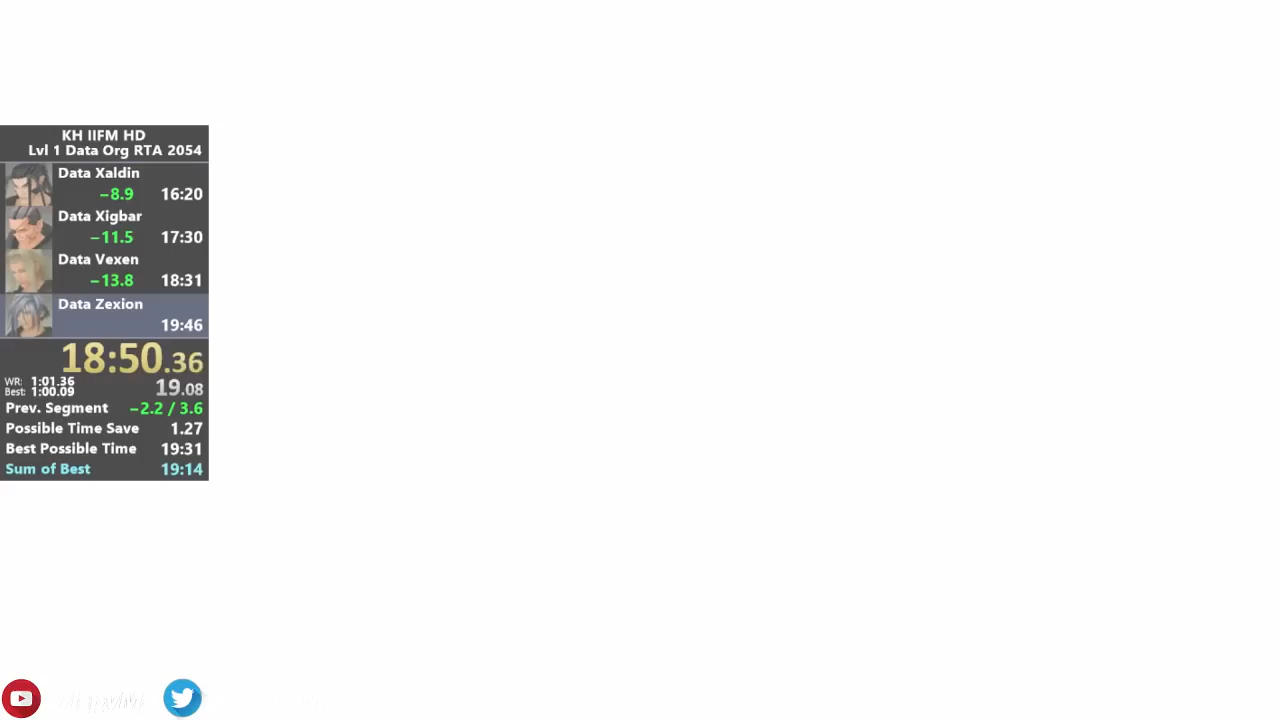 KH IIFM HD
Lvl 1 Data Org RTA 2054
Data Xaldin
−8.9 16:20
Data Xigbar
−11.5 17:30
Data Vexen
−13.8 18:31
Data Zexion
19:46
18:50.36
WR: 1:01.36
Best: 1:00.09
19.08
Prev. Segment −2.2 / 3.6
Possible Time Save 1.27
Best Possible Time 19:31
Sum of Best 19:14